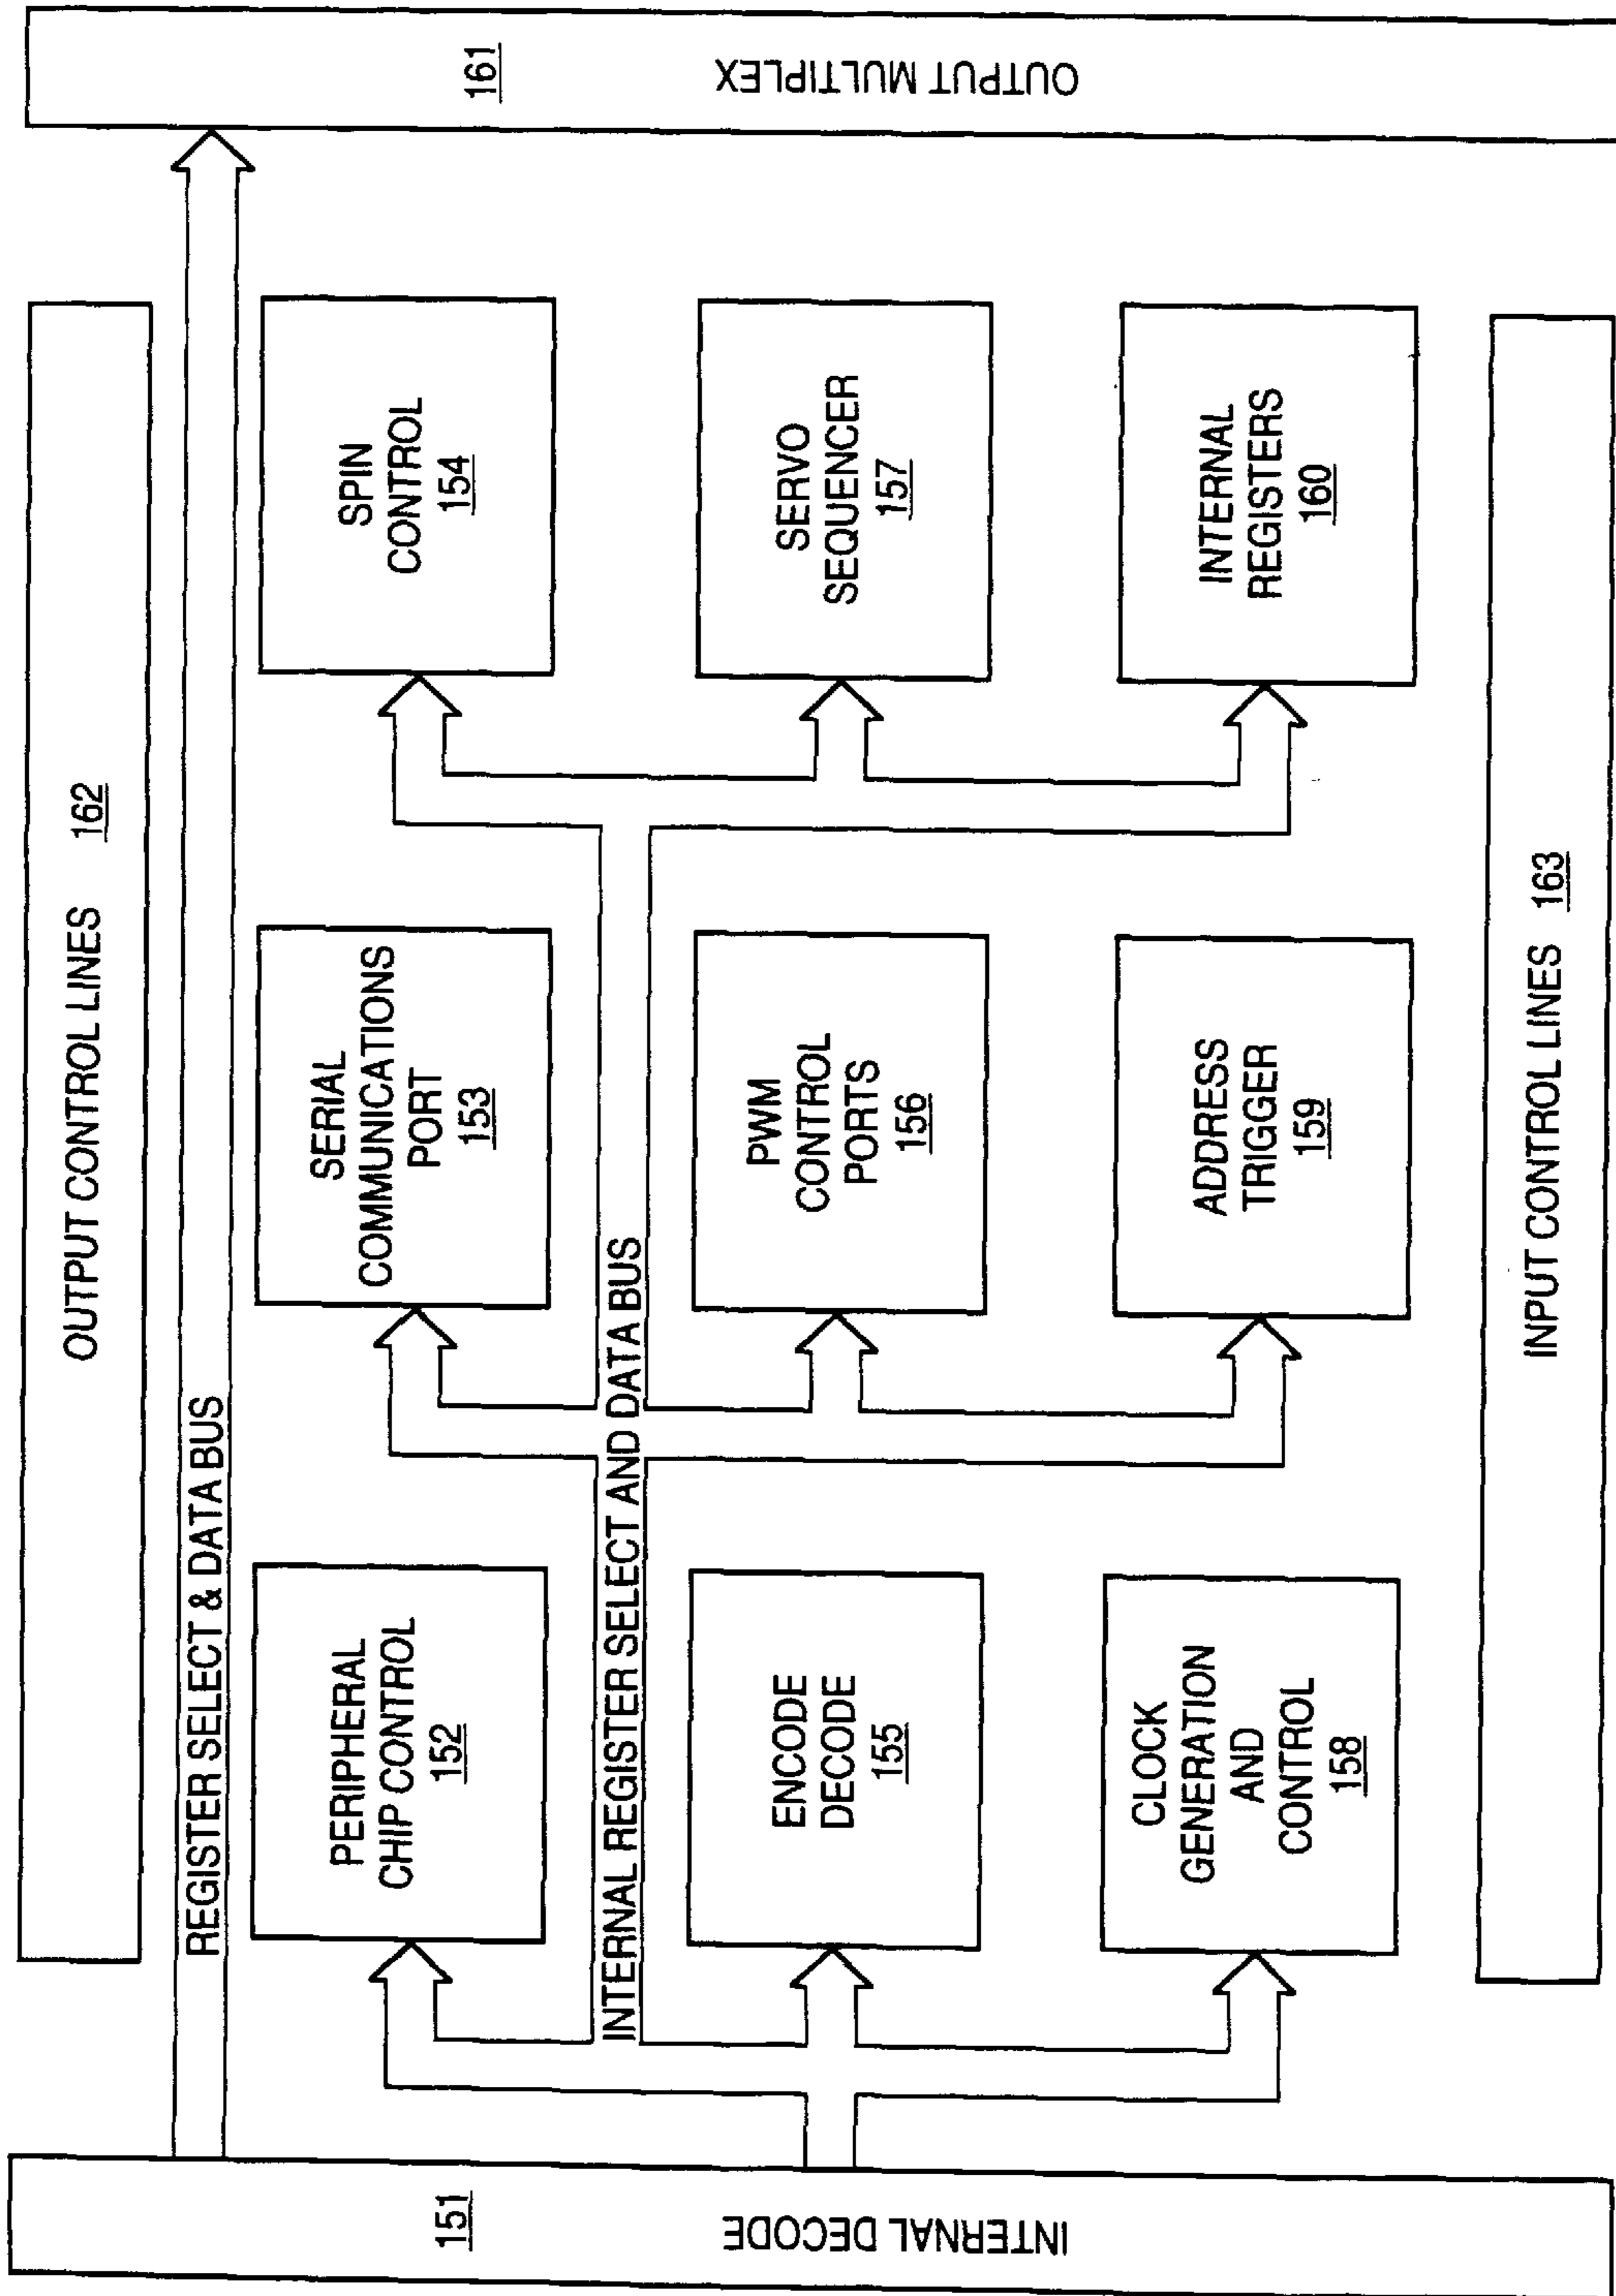 OUTPUT CONTROL LINES 162
REGISTER SELECT & DATA BUS
INTERNAL DECODE
151
PERIPHERAL
CHIP CONTROL
152
SERIAL
COMMUNICATIONS
PORT
153
SPIN
CONTROL
154
INTERNAL REGISTER SELECT AND DATA BUS
ENCODE
DECODE
155
PWM
CONTROL
PORTS
156
SERVO
SEQUENCER
157
CLOCK
GENERATION
AND
CONTROL
158
ADDRESS
TRIGGER
159
INTERNAL
REGISTERS
160
OUTPUT MULTIPLEX
161
INPUT CONTROL LINES 163